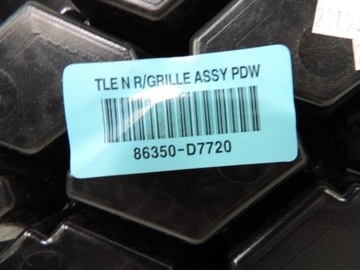 TLE N R/GRILLE ASSY PDW
86350-D7720